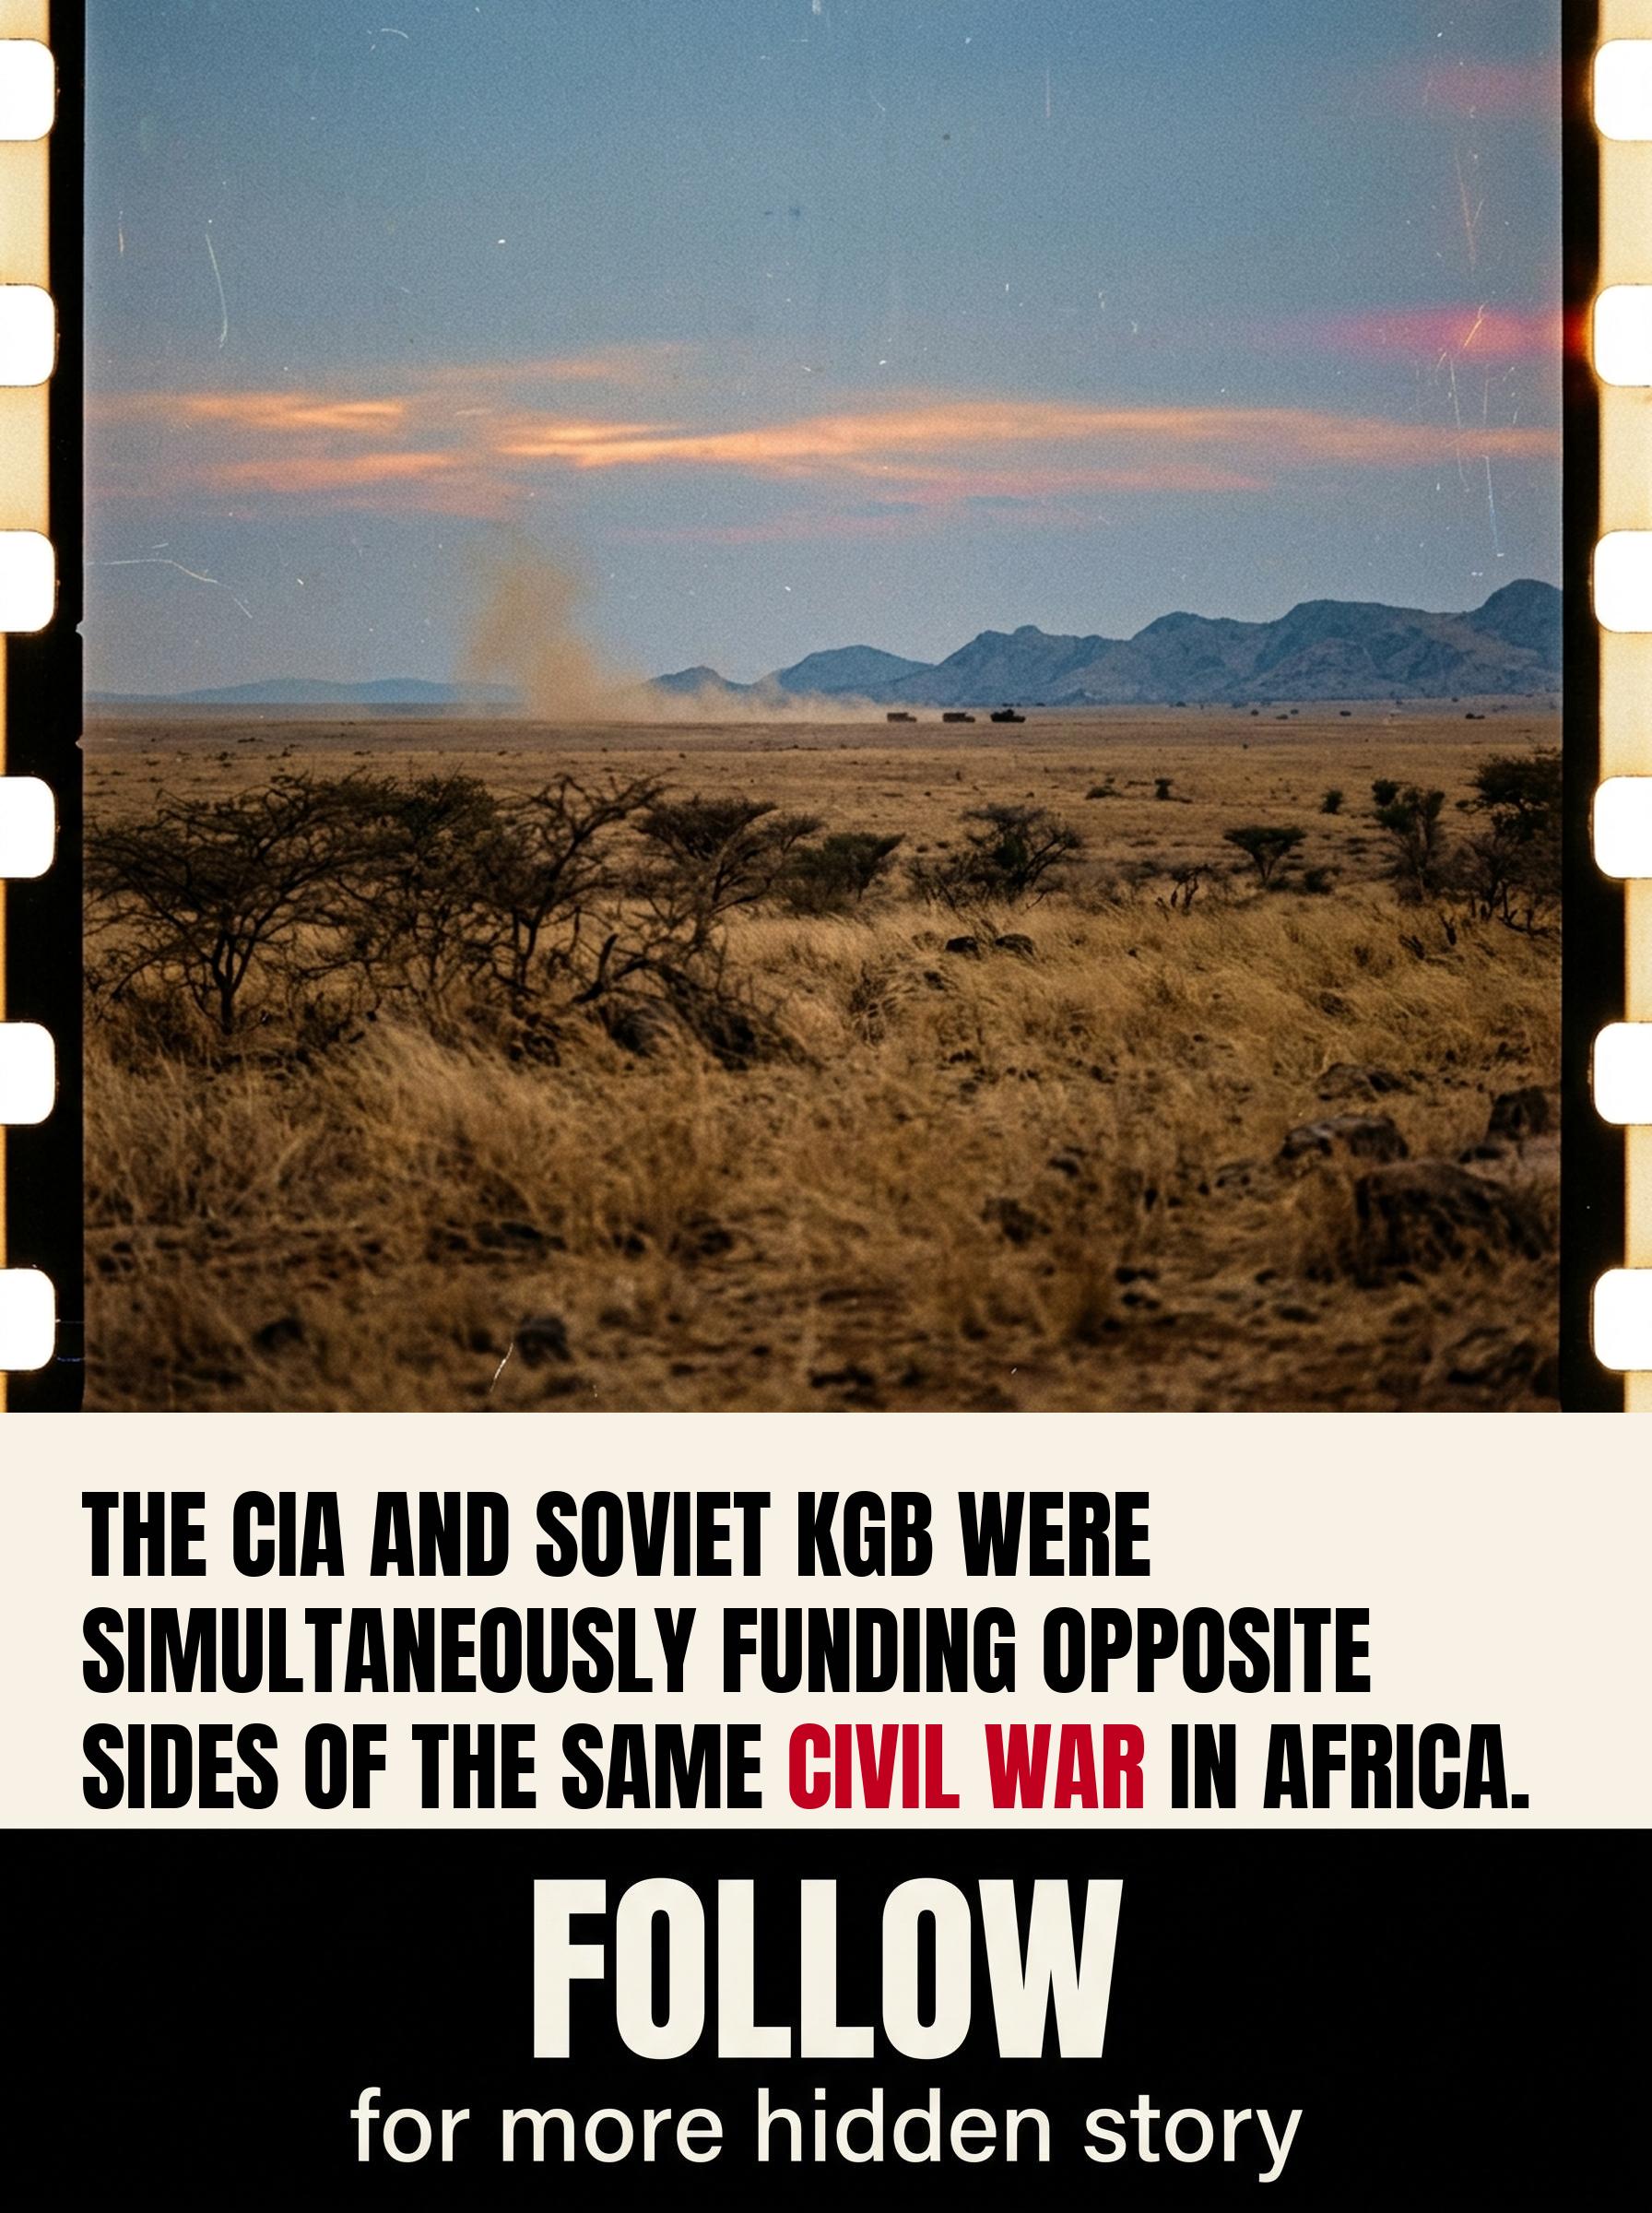 THE CIA AND SOVIET KGB WERE
SIMULTANEOUSLY FUNDING OPPOSITE
SIDES OF THE SAME CIVIL WAR IN AFRICA.
FOLLOW
for more hidden story